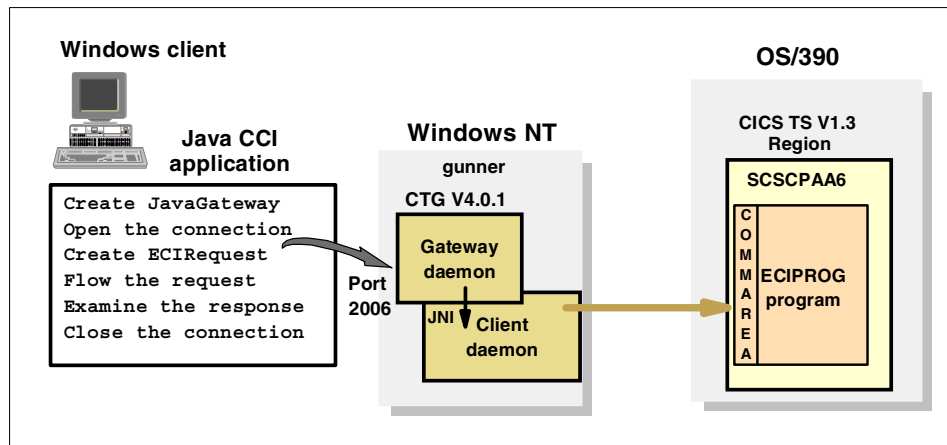 Windows client
Java CCI
application
Create JavaGateway
Open the connection
Create ECIRequest
Flow the request
Examine the response
Close the connection
Port
2006
Windows NT
gunner
CTG V4.0.1
Gateway
daemon
JNI
Client
daemon
OS/390
CICS TS V1.3
Region
SCSCPAA6
COMMAREA
ECIPROG
program